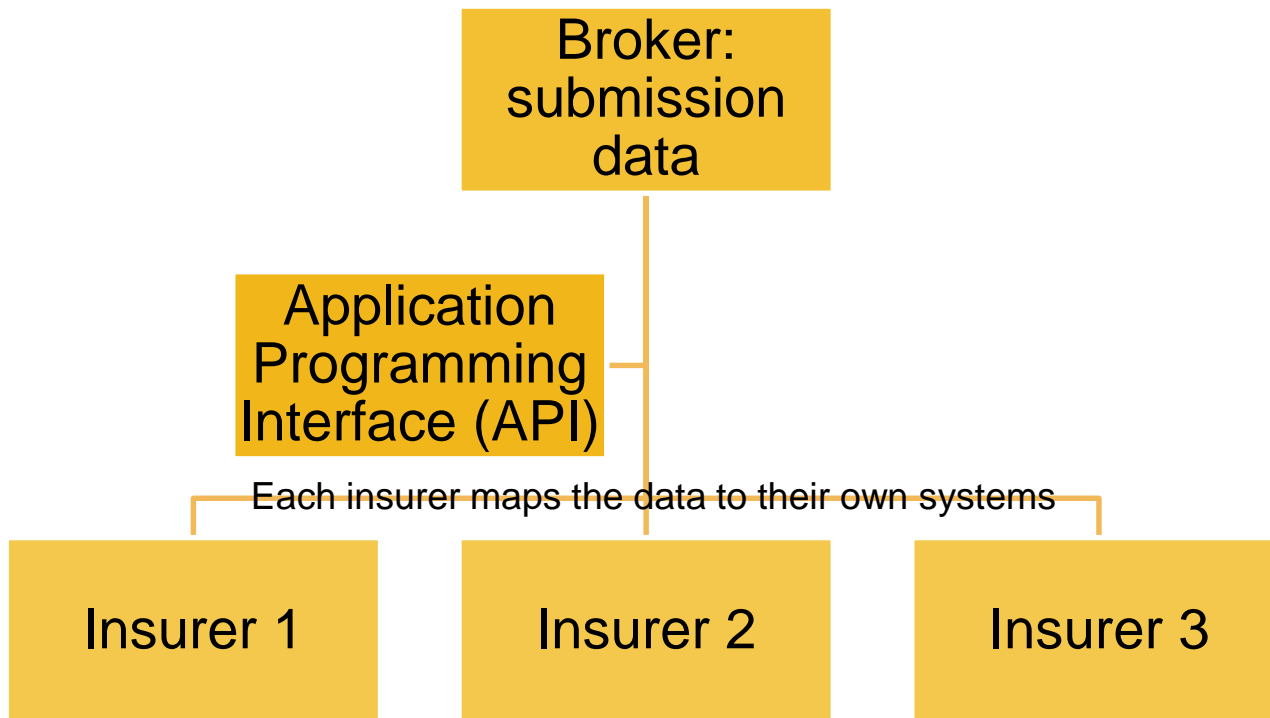 Broker:
submission
data
Application
Programming
Interface (API)
Each insurer maps the data to their own systems
Insurer 1
Insurer 2
Insurer 3